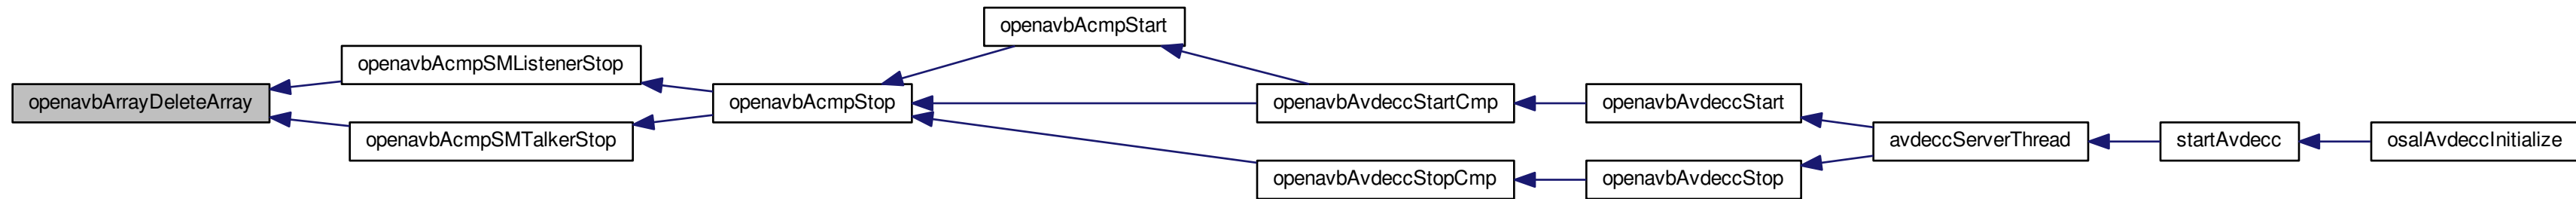 openavbAcmpStart
openavbAcmpSMListenerStop
openavbArrayDeleteArray
openavbAcmpStop
openavbAvdeccStartCmp
openavbAvdeccStart
openavbAcmpSMTalkerStop
avdeccServerThread
startAvdecc
osalAvdeccInitialize
openavbAvdeccStopCmp
openavbAvdeccStop